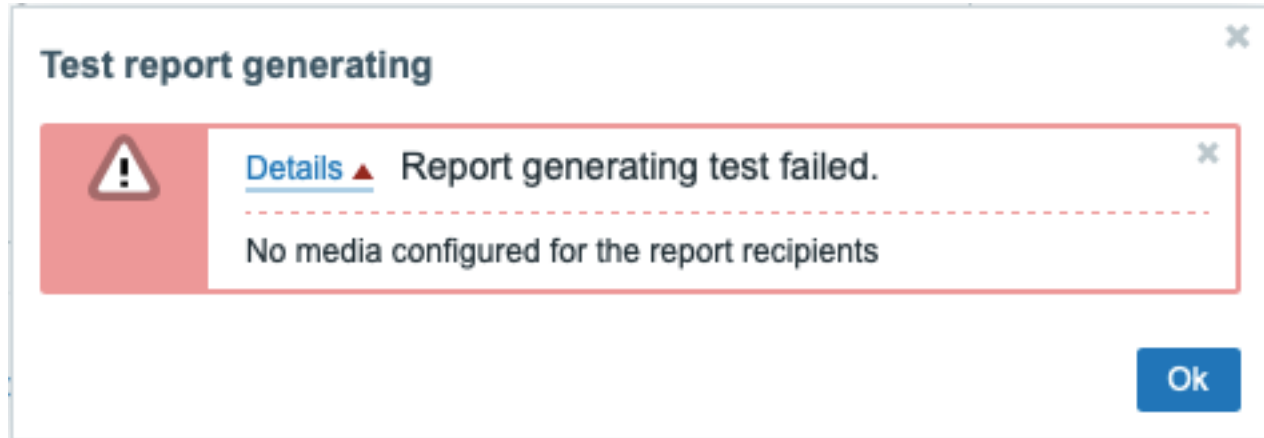 Test report generating
Details Report generating test failed.
No media configured for the report recipients
Ok